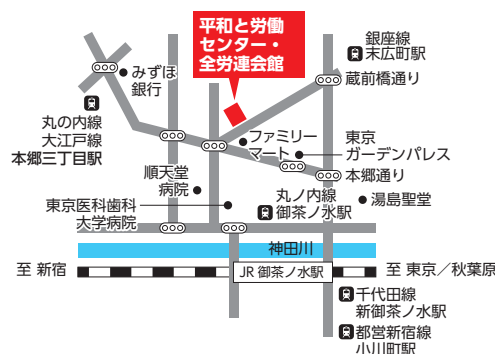 平和と労働
センター・
全労連会館
銀座線
末広町駅
蔵前橋通り
みずほ
銀行
丸の内線
大江戸線
本郷三丁目駅
ファミリー
マート
東京
ガーデンパレス
本郷通り
順天堂
病院
東京医科歯科
大学病院
丸ノ内線
御茶ノ水駅
湯島聖堂
神田川
至 新宿
JR 御茶ノ水駅
至 東京／秋葉原
千代田線
新御茶ノ水駅
都営新宿線
小川町駅